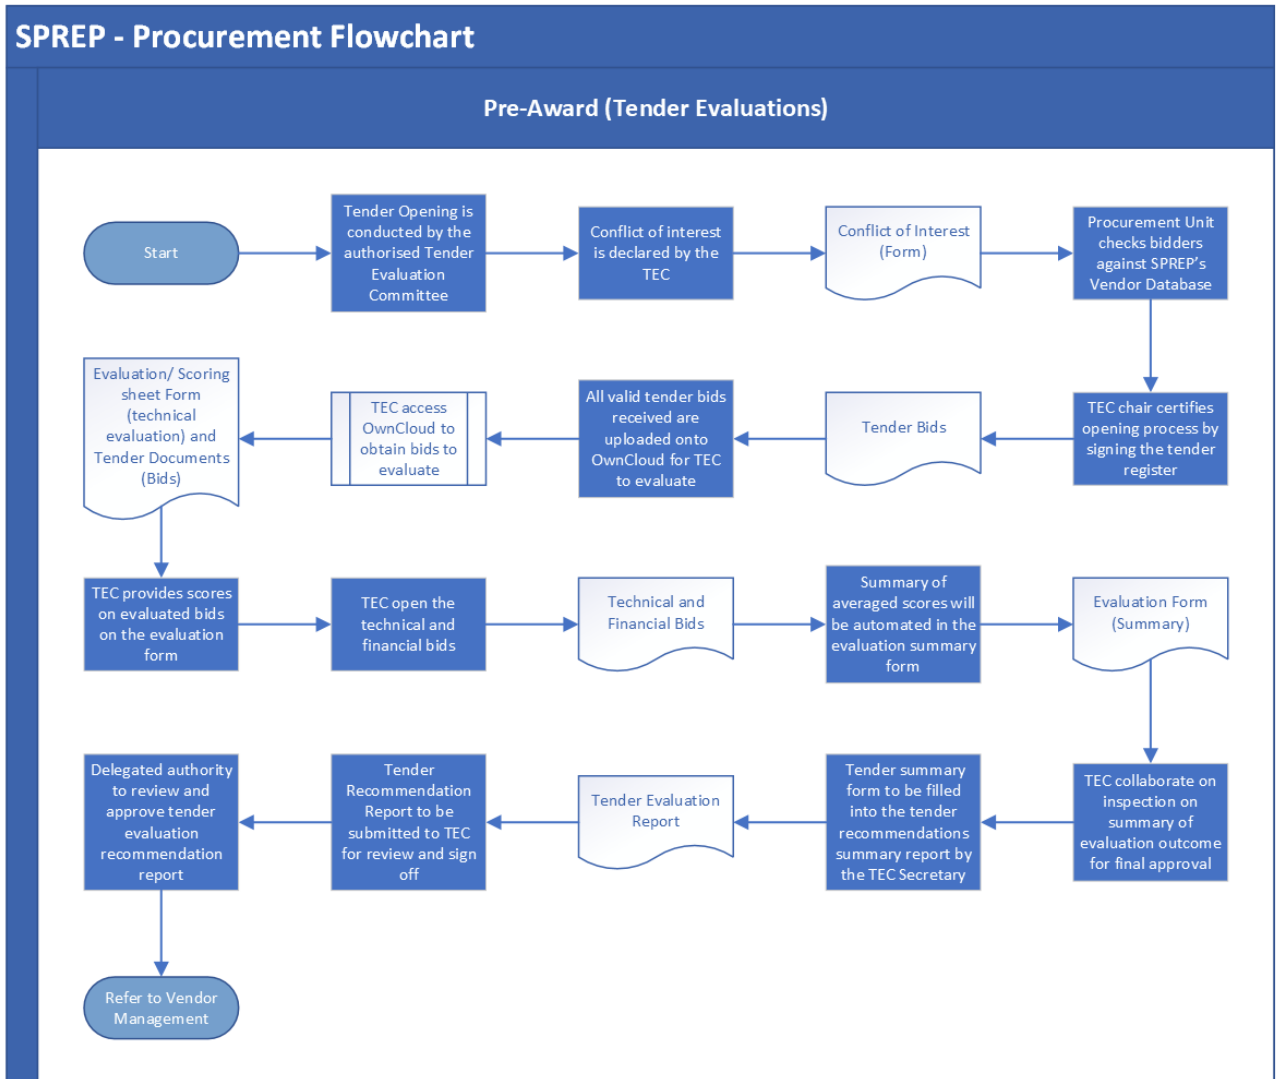 SPREP - Procurement Flowchart
Pre-Award (Tender Evaluations)
Start
Tender Opening is
conducted by the
authorised Tender
Evaluation
Committee
Conflict of interest
is declared by the
TEC
Conflict of Interest
(Form)
Procurement Unit
checks bidders
against SPREP’s
Vendor Database
TEC chair certifies
opening process by
signing the tender
register
Tender Bids
All valid tender bids
received are
uploaded onto
OwnCloud for TEC
to evaluate
TEC access
OwnCloud to
obtain bids to
evaluate
Evaluation/ Scoring
sheet Form
(technical
evaluation) and
Tender Documents
(Bids)
TEC provides scores
on evaluated bids
on the evaluation
form
TEC open the
technical and
financial bids
Technical and
Financial Bids
Summary of
averaged scores will
be automated in the
evaluation summary
form
Evaluation Form
(Summary)
TEC collaborate on
inspection on
summary of
evaluation outcome
for final approval
Tender summary
form to be filled
into the tender
recommendations
summary report by
the TEC Secretary
Tender Evaluation
Report
Tender
Recommendation
Report to be
submitted to TEC
for review and sign
off
Delegated authority
to review and
approve tender
evaluation
recommendation
report
Refer to Vendor
Management